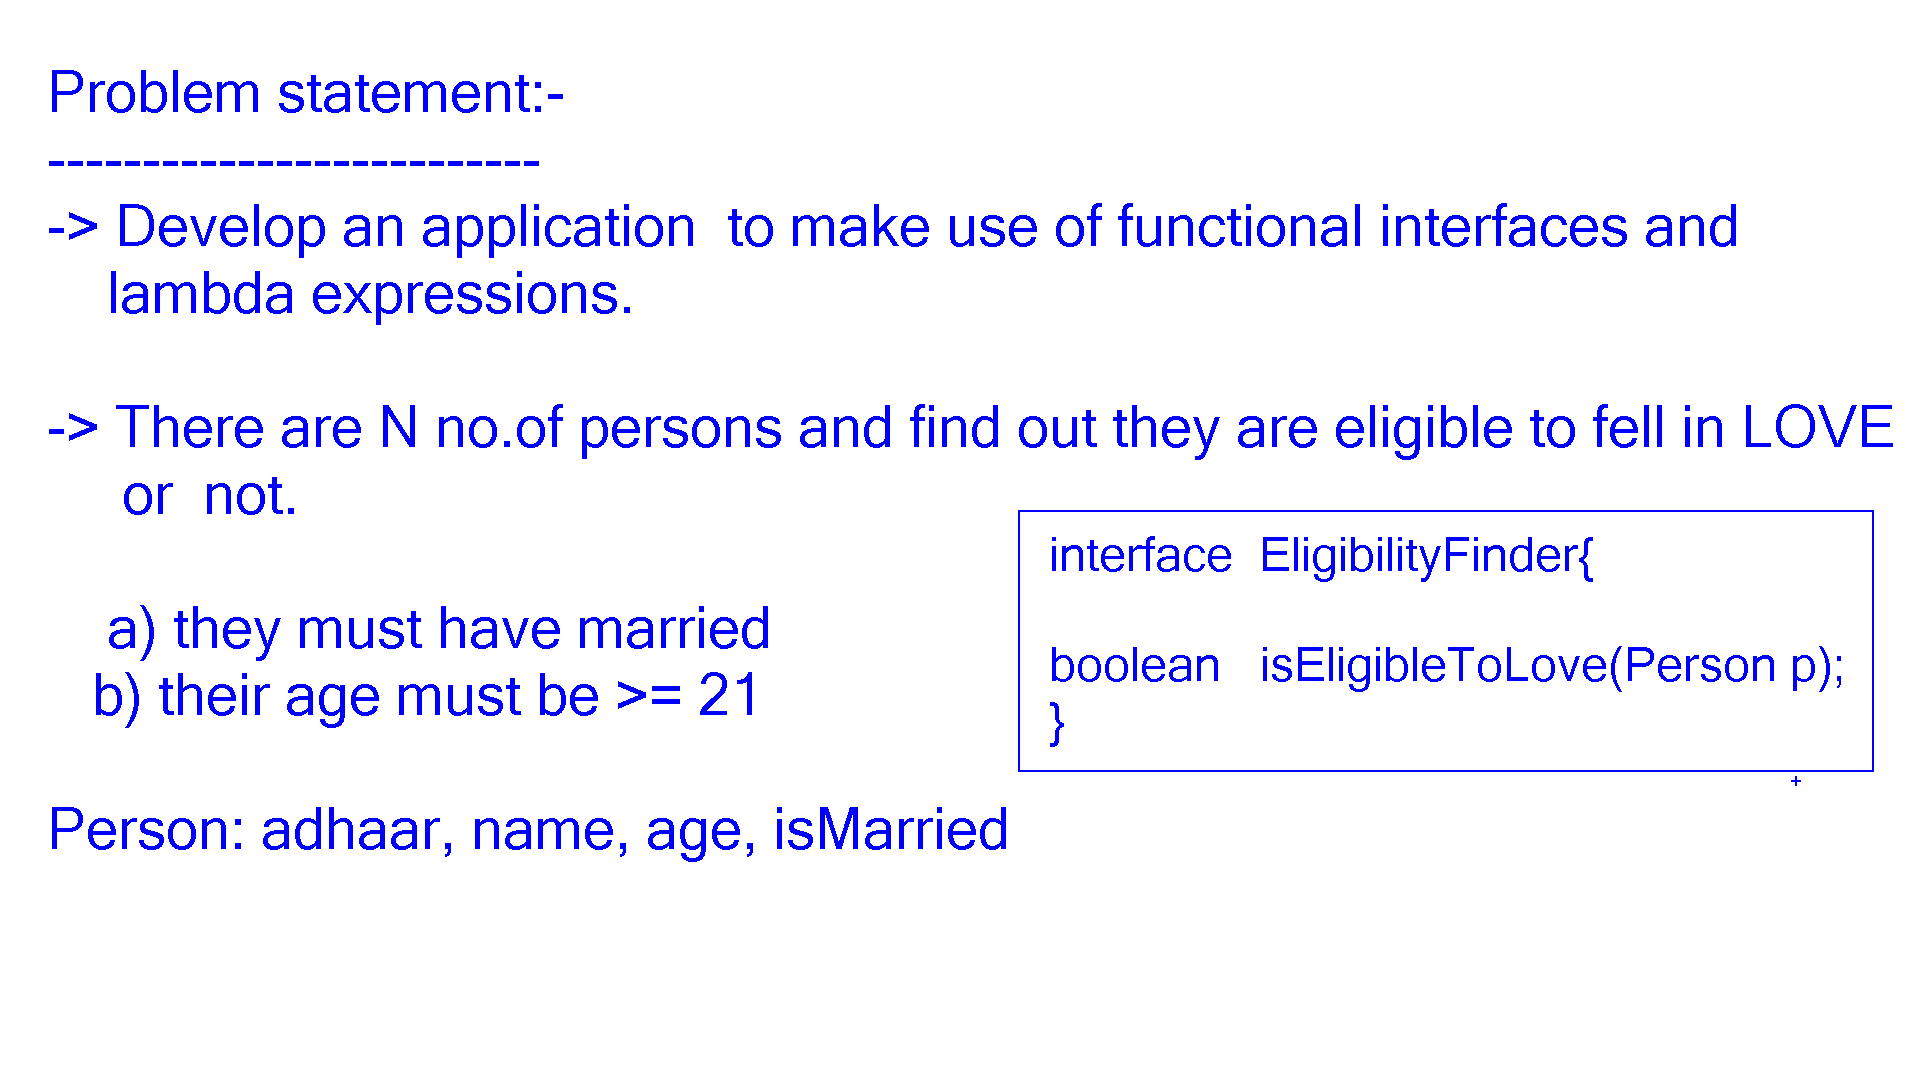 Problem statement:-
--------------------------
-> Develop an application  to make use of functional interfaces and
lambda expressions.
-> There are N no.of persons and find out they are eligible to fell in LOVE
or  not.
a) they must have married
b) their age must be >= 21
Person: adhaar, name, age, isMarried
interface  EligibilityFinder{
boolean   isEligibleToLove(Person p);
}